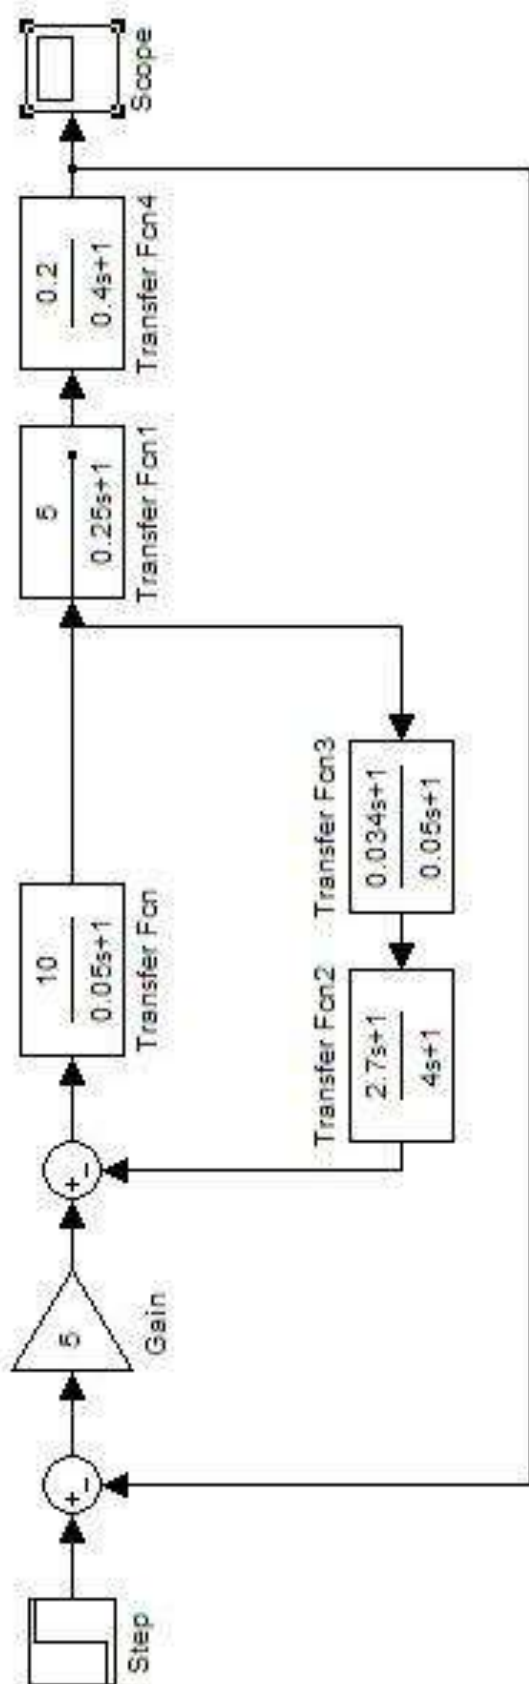 Step
+
-
5
Gain
+
-
10
0.05s+1
Transfer Fcn
5
0.25s+1
Transfer Fcn1
0.2
0.4s+1
Transfer Fcn4
Scope
2.7s+1
4s+1
Transfer Fcn2
0.034s+1
0.05s+1
Transfer Fcn3